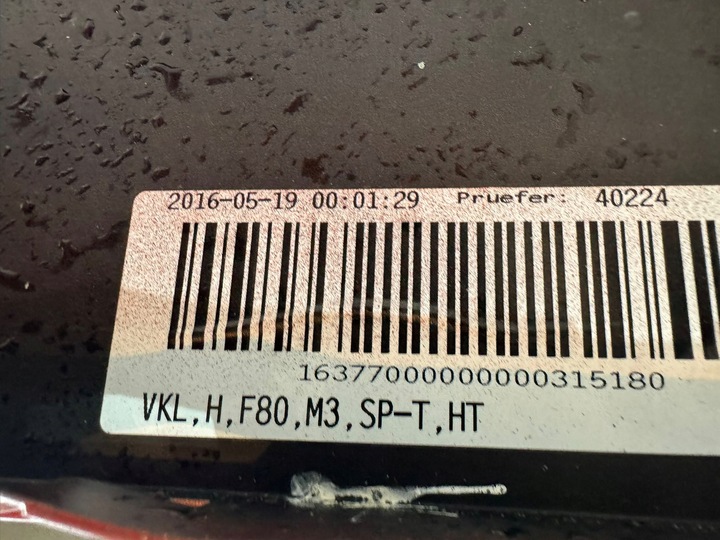 2016-05-19 00:01:29 Pruefer: 40224
16377000000000315180
VKL,H,F80,M3,SP-T,HT